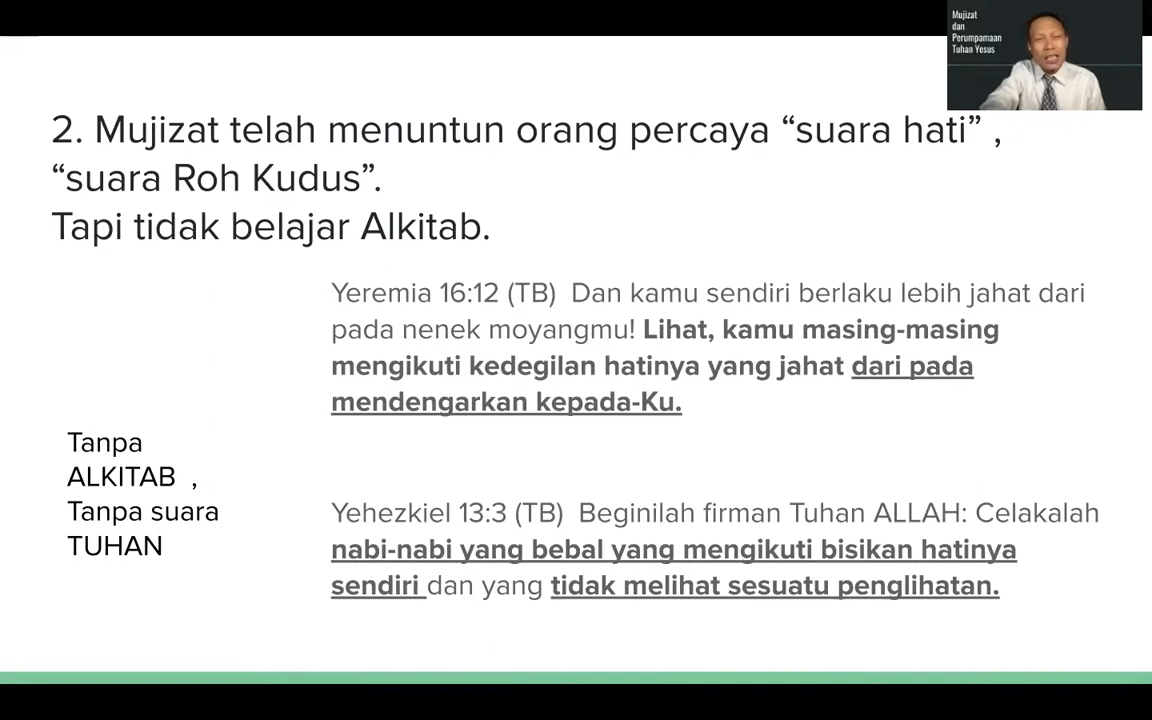 Mujizat
dan
Perumpamaan
Tuhan Yesus
2. Mujizat telah menuntun orang percaya “suara hati” ,
“suara Roh Kudus”.
Tapi tidak belajar Alkitab.
Yeremia 16:12 (TB)  Dan kamu sendiri berlaku lebih jahat dari
pada nenek moyangmu! Lihat, kamu masing-masing
mengikuti kedegilan hatinya yang jahat dari pada
mendengarkan kepada-Ku.
Tanpa
ALKITAB  ,
Tanpa suara
TUHAN
Yehezkiel 13:3 (TB)  Beginilah firman Tuhan ALLAH: Celakalah
nabi-nabi yang bebal yang mengikuti bisikan hatinya
sendiri dan yang tidak melihat sesuatu penglihatan.